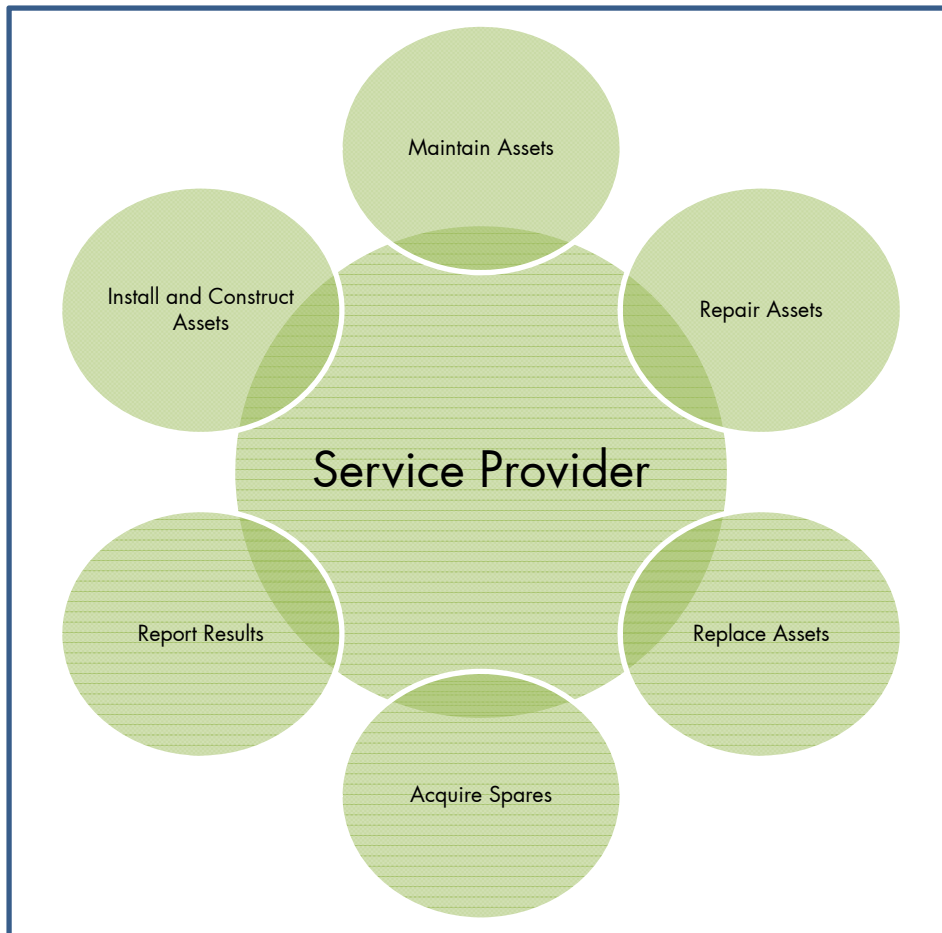 Maintain Assets
Install and Construct
Assets
Repair Assets
Service Provider
Report Results
Replace Assets
Acquire Spares